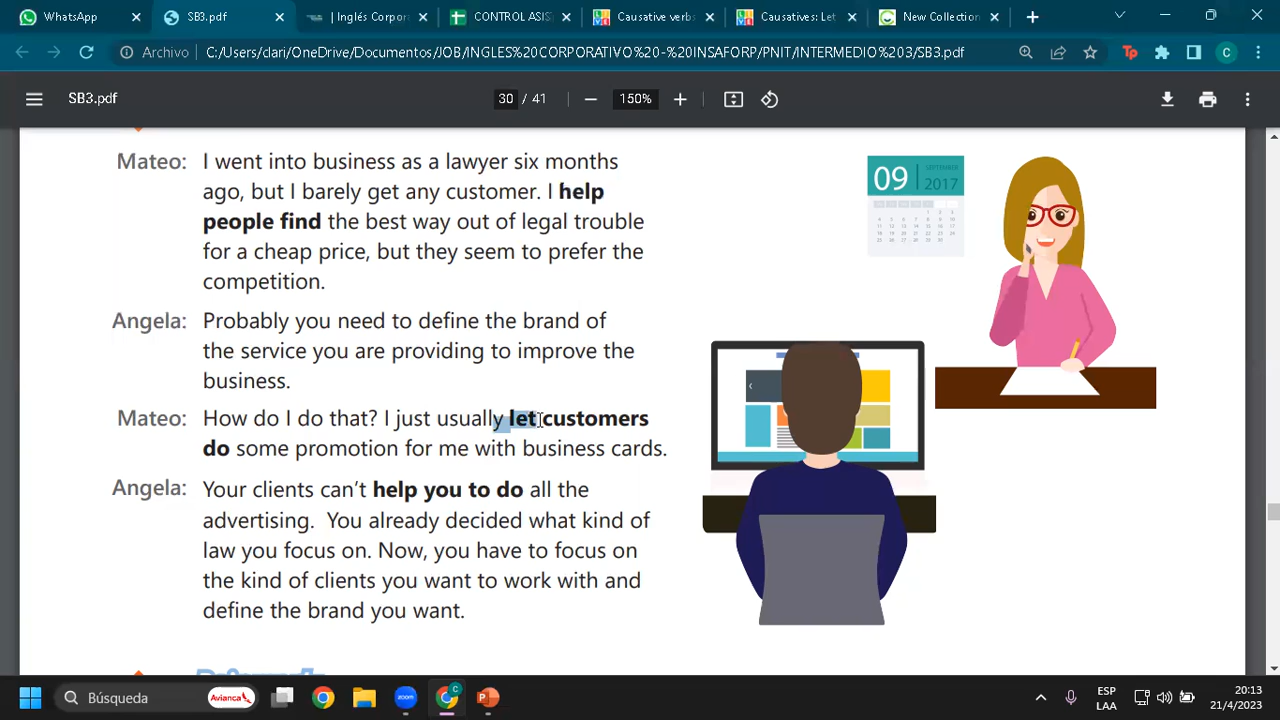 WhatsApp
SB3.pdf
| Inglés Corpor
CONTROL ASIS
LIVE
Causative verbs
LIVE
Causatives: Let
New Collection
Archivo
C:/Users/clari/OneDrive/Documentos/JOB/INGLES%20CORPORATIVO%20-%20INSAFORP/PNIT/INTERMEDIO%203/SB3.pdf
Tp
C
SB3.pdf
30 / 41
150%
Mateo: I went into business as a lawyer six months
ago, but I barely get any customer. I help
people find the best way out of legal trouble
for a cheap price, but they seem to prefer the
competition.
09 SEPTEMBER
2017
Angela: Probably you need to define the brand of
the service you are providing to improve the
business.
Mateo: How do I do that? I just usually let customers
do some promotion for me with business cards.
Angela: Your clients can’t help you to do all the
advertising. You already decided what kind of
law you focus on. Now, you have to focus on
the kind of clients you want to work with and
define the brand you want.
Búsqueda
Avianca
zoom
C
ESP
LAA
20:13
21/4/2023